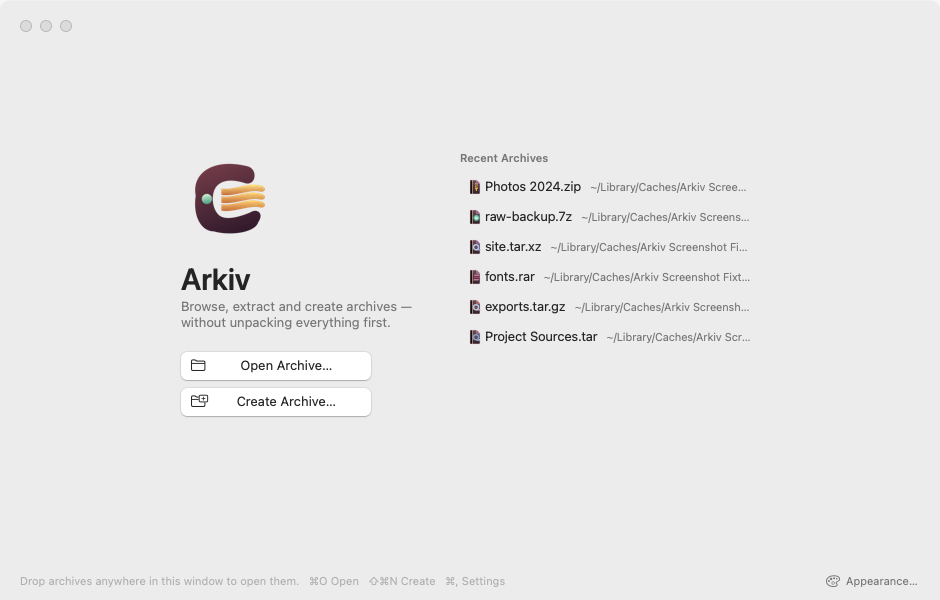 Arkiv
Browse, extract and create archives —
without unpacking everything first.
Open Archive...
Create Archive...
Recent Archives
Photos 2024.zip ~/Library/Caches/Arkiv Scree...
raw-backup.7z ~/Library/Caches/Arkiv Screens...
site.tar.xz ~/Library/Caches/Arkiv Screenshot Fi...
fonts.rar ~/Library/Caches/Arkiv Screenshot Fixt...
exports.tar.gz ~/Library/Caches/Arkiv Screensh...
Project Sources.tar ~/Library/Caches/Arkiv Scr...
Drop archives anywhere in this window to open them. ⌘O Open ⇧⌘N Create ⌘, Settings
Appearance...